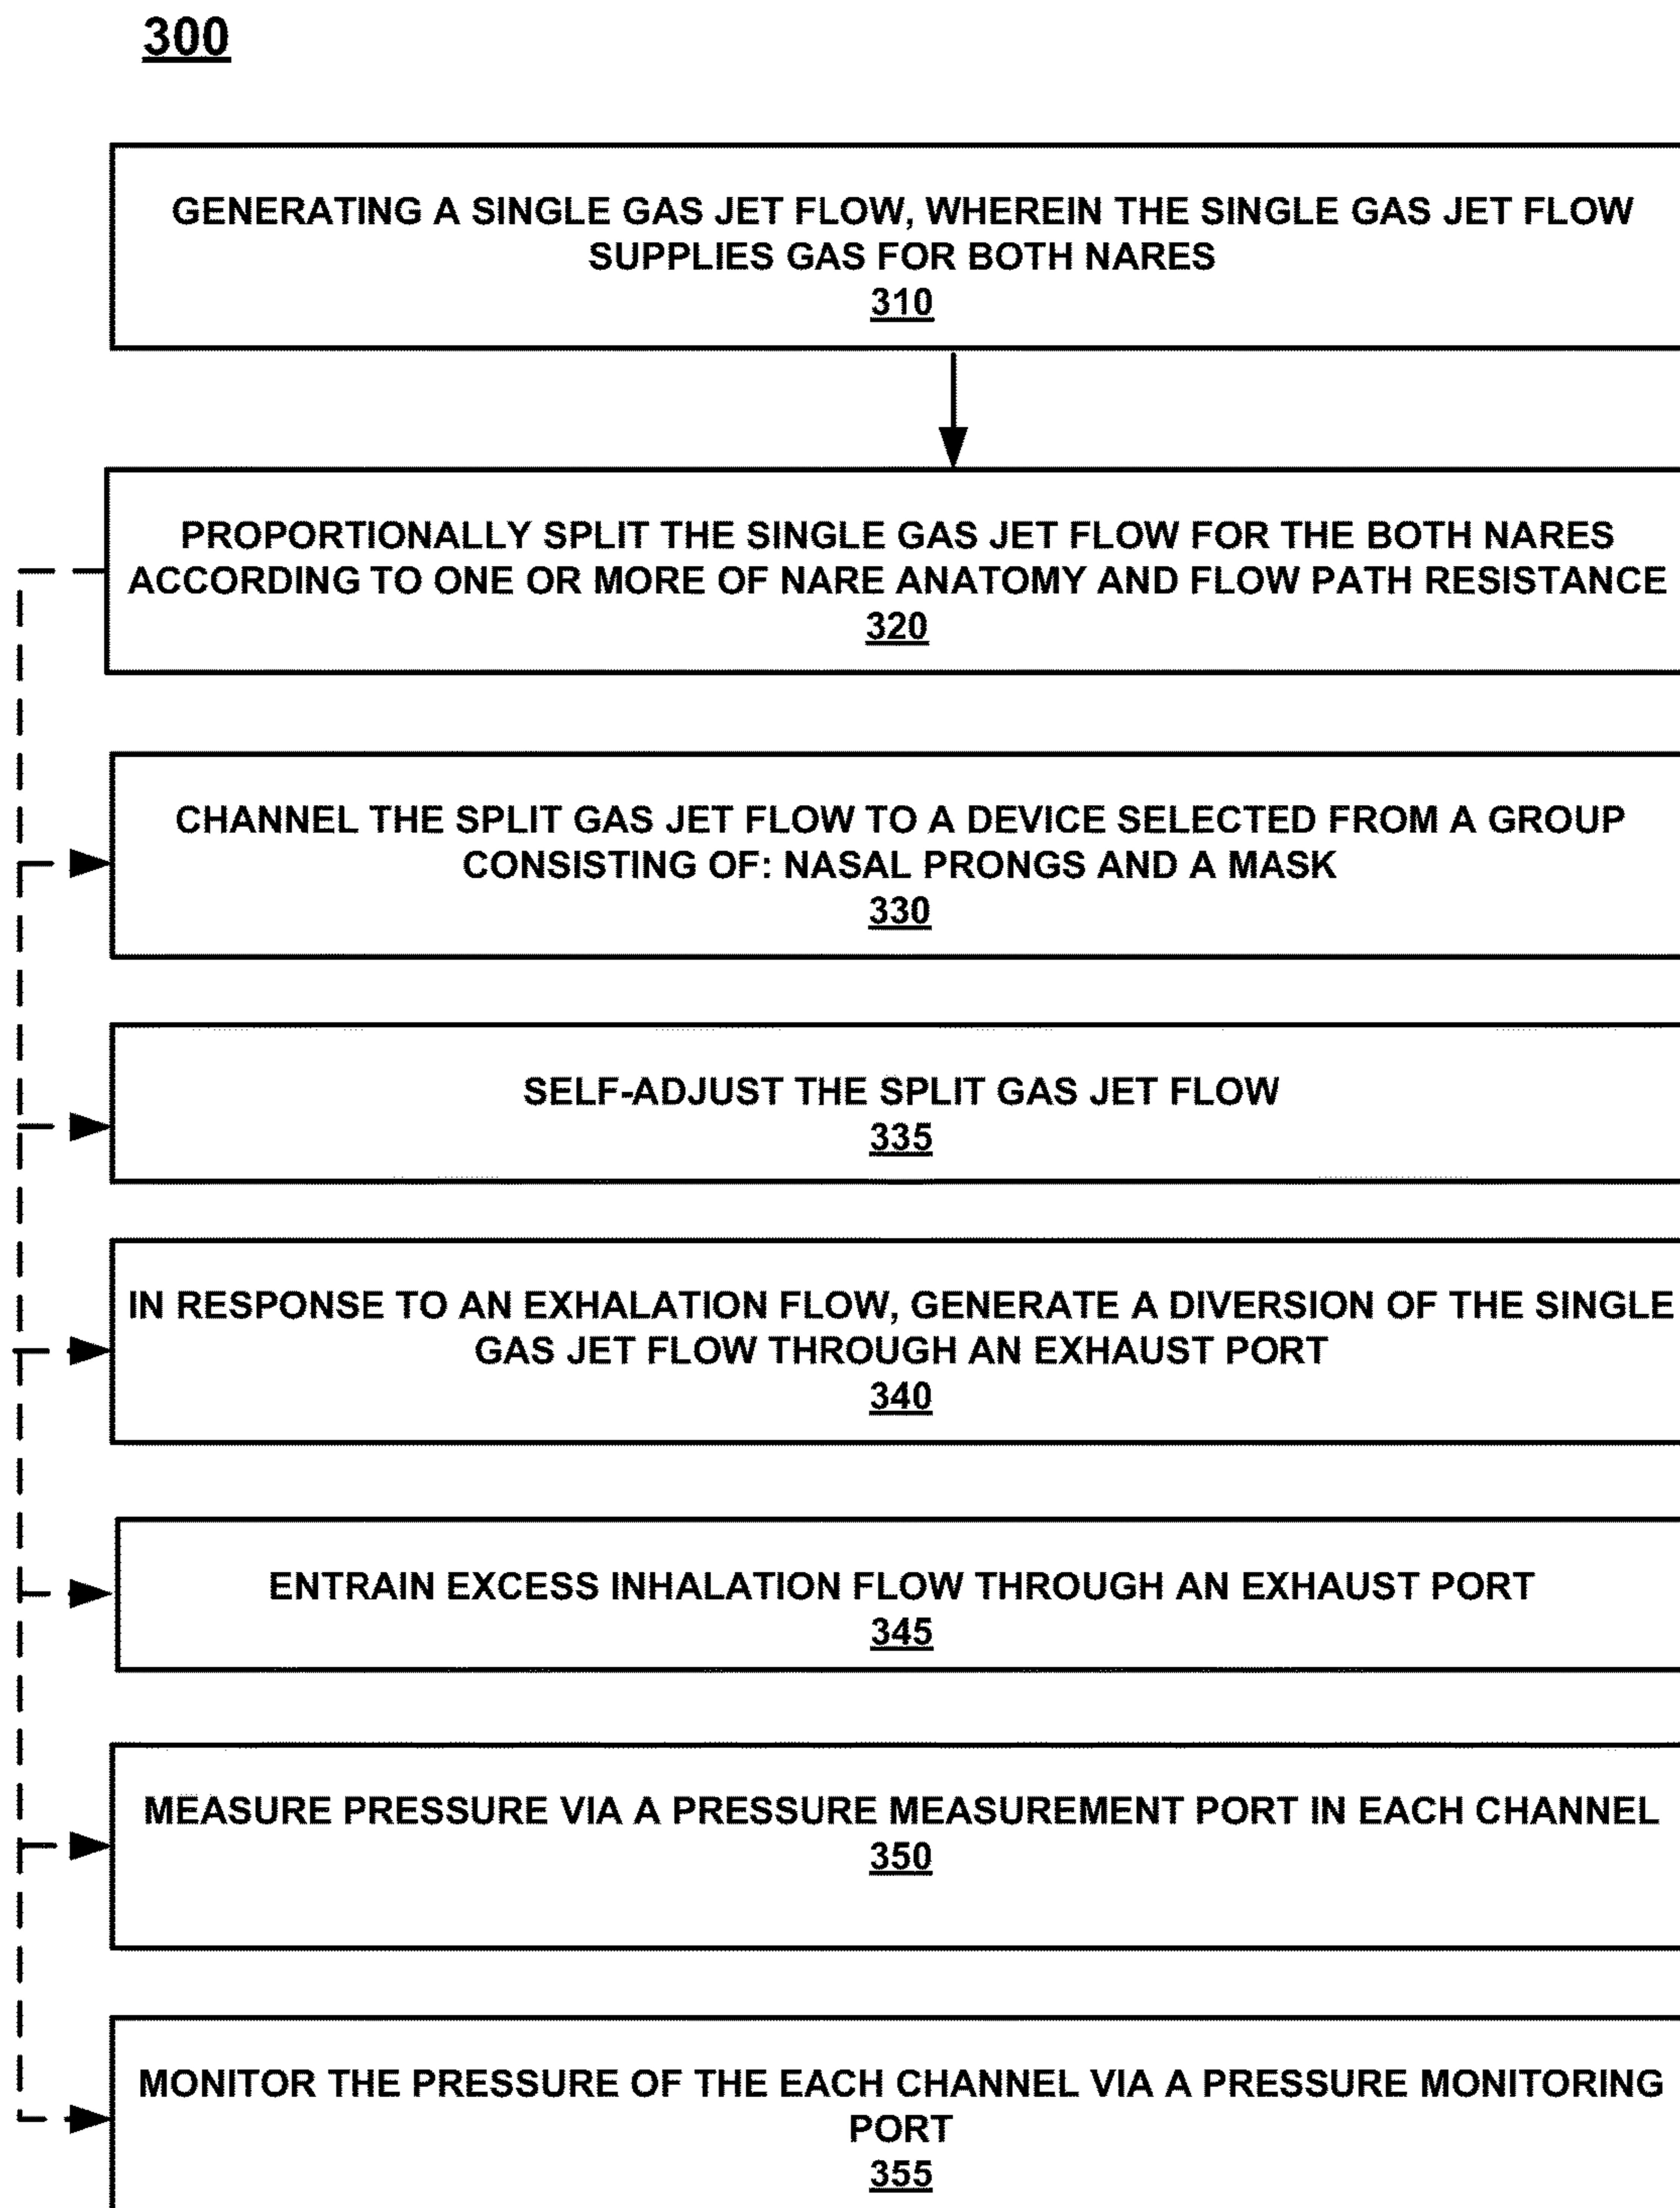 300
GENERATING A SINGLE GAS JET FLOW, WHEREIN THE SINGLE GAS JET FLOW
SUPPLIES GAS FOR BOTH NARES
310
PROPORTIONALLY SPLIT THE SINGLE GAS JET FLOW FOR THE BOTH NARES
ACCORDING TO ONE OR MORE OF NARE ANATOMY AND FLOW PATH RESISTANCE
320
CHANNEL THE SPLIT GAS JET FLOW TO A DEVICE SELECTED FROM A GROUP
CONSISTING OF: NASAL PRONGS AND A MASK
330
SELF-ADJUST THE SPLIT GAS JET FLOW
335
IN RESPONSE TO AN EXHALATION FLOW, GENERATE A DIVERSION OF THE SINGLE
GAS JET FLOW THROUGH AN EXHAUST PORT
340
ENTRAIN EXCESS INHALATION FLOW THROUGH AN EXHAUST PORT
345
MEASURE PRESSURE VIA A PRESSURE MEASUREMENT PORT IN EACH CHANNEL
350
MONITOR THE PRESSURE OF THE EACH CHANNEL VIA A PRESSURE MONITORING
PORT
355